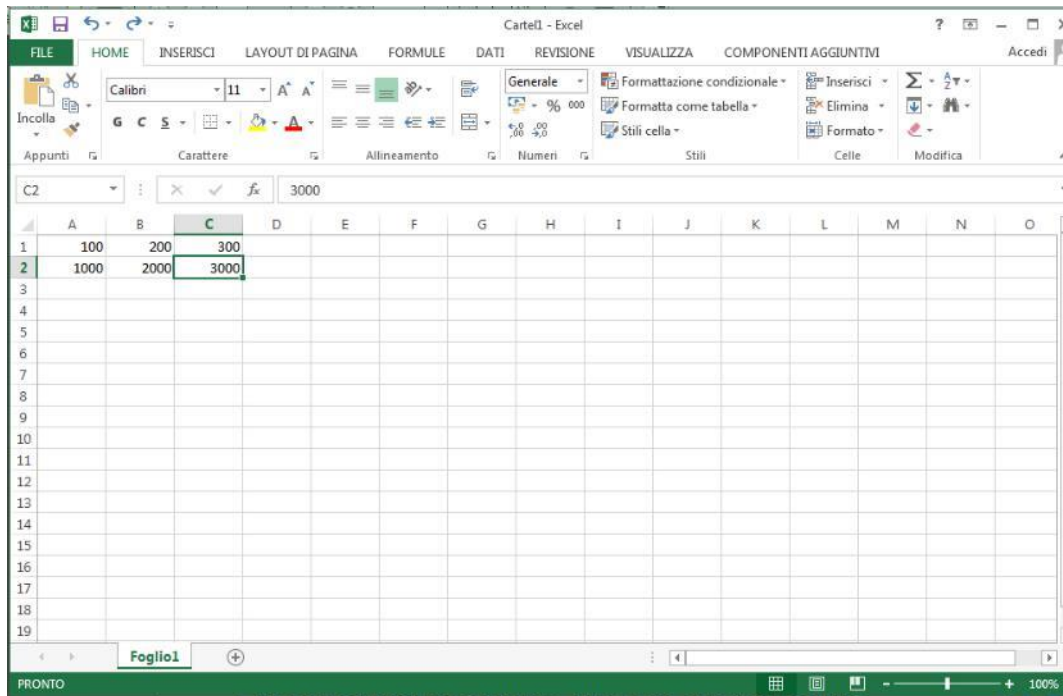 Cartel1 - Excel
?
FILE HOME INSERISCI LAYOUT DI PAGINA FORMULE DATI REVISIONE VISUALIZZA COMPONENTI AGGIUNTIVI Accedi
Incolla
Calibri 11 A A
G C S A
Generale
% 000
,00 ,00 ,0
Formattazione condizionale
Formatta come tabella
Stili cella
Inserisci
Elimina
Formato
Σ A Z
Appunti Carattere Allineamento Numeri Stili Celle Modifica
C2 fx 3000
A B C D E F G H I J K L M N O
1 100 200 300
2 1000 2000 3000
3
4
5
6
7
8
9
10
11
12
13
14
15
16
17
18
19
Foglio1
PRONTO 100%